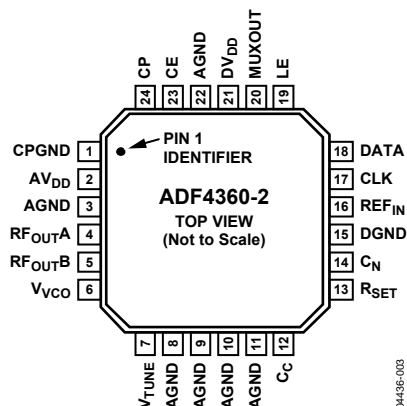 CP
CE
AGND
DVDD
MUXOUT
LE
24
23
22
21
20
19
CPGND 1
AVDD 2
AGND 3
RFOUTA 4
RFOUTB 5
VVCO 6
PIN 1
IDENTIFIER
ADF4360-2
TOP VIEW
(Not to Scale)
18 DATA
17 CLK
16 REFIN
15 DGND
14 CN
13 RSET
7
8
9
10
11
12
VTUNE
AGND
AGND
AGND
AGND
CC
04436-003